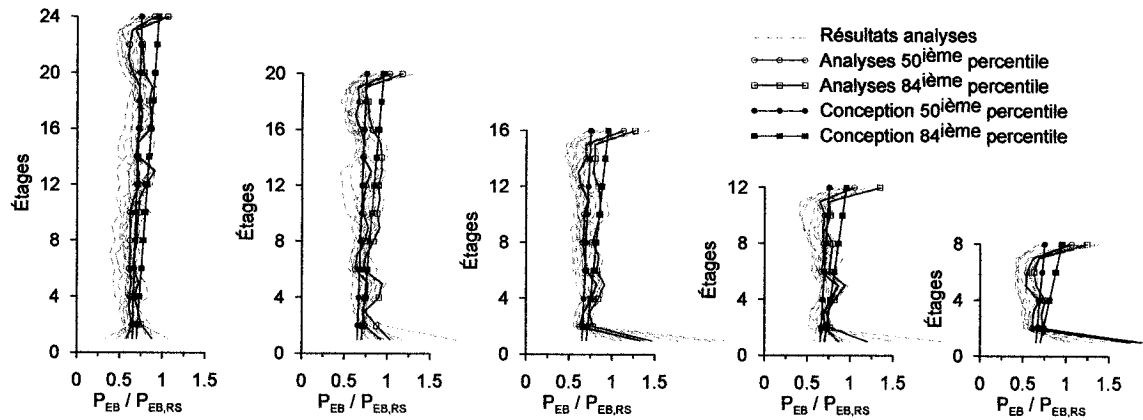 24
20
16
12
8
4
0
Étages
0 0.5 1 1.5
P_EB / P_EB,RS
20
16
12
8
4
0
Étages
0 0.5 1 1.5
P_EB / P_EB,RS
16
12
8
4
0
Étages
0 0.5 1 1.5
P_EB / P_EB,RS
12
8
4
0
Étages
0 0.5 1 1.5
P_EB / P_EB,RS
8
4
0
Étages
0 0.5 1 1.5
P_EB / P_EB,RS
Résultats analyses
Analyses 50ième percentile
Analyses 84ième percentile
Conception 50ième percentile
Conception 84ième percentile